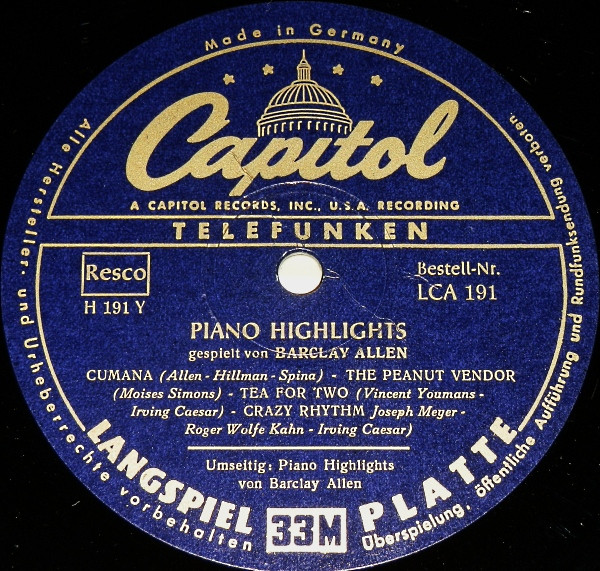 Made in Germany
Capitol
A CAPITOL RECORDS, INC., U.S.A. RECORDING
TELEFUNKEN
Resco
H 191 Y
Bestell-Nr.
LCA 191
PIANO HIGHLIGHTS
gespielt von BARCLAY ALLEN
CUMANA (Allen - Hillman - Spina) - THE PEANUT VENDOR
(Moises Simons) - TEA FOR TWO (Vincent Youmans -
Irving Caesar) - CRAZY RHYTHM Joseph Meyer -
Roger Wolfe Kahn - Irving Caesar)
Umseitig: Piano Highlights
von Barclay Allen
LANGSPIEL 33M PLATTE
Alle Hersteller- und Urheberrechte vorbehalten
Überspielung, öffentliche Aufführung und Rundfunksendung verboten.